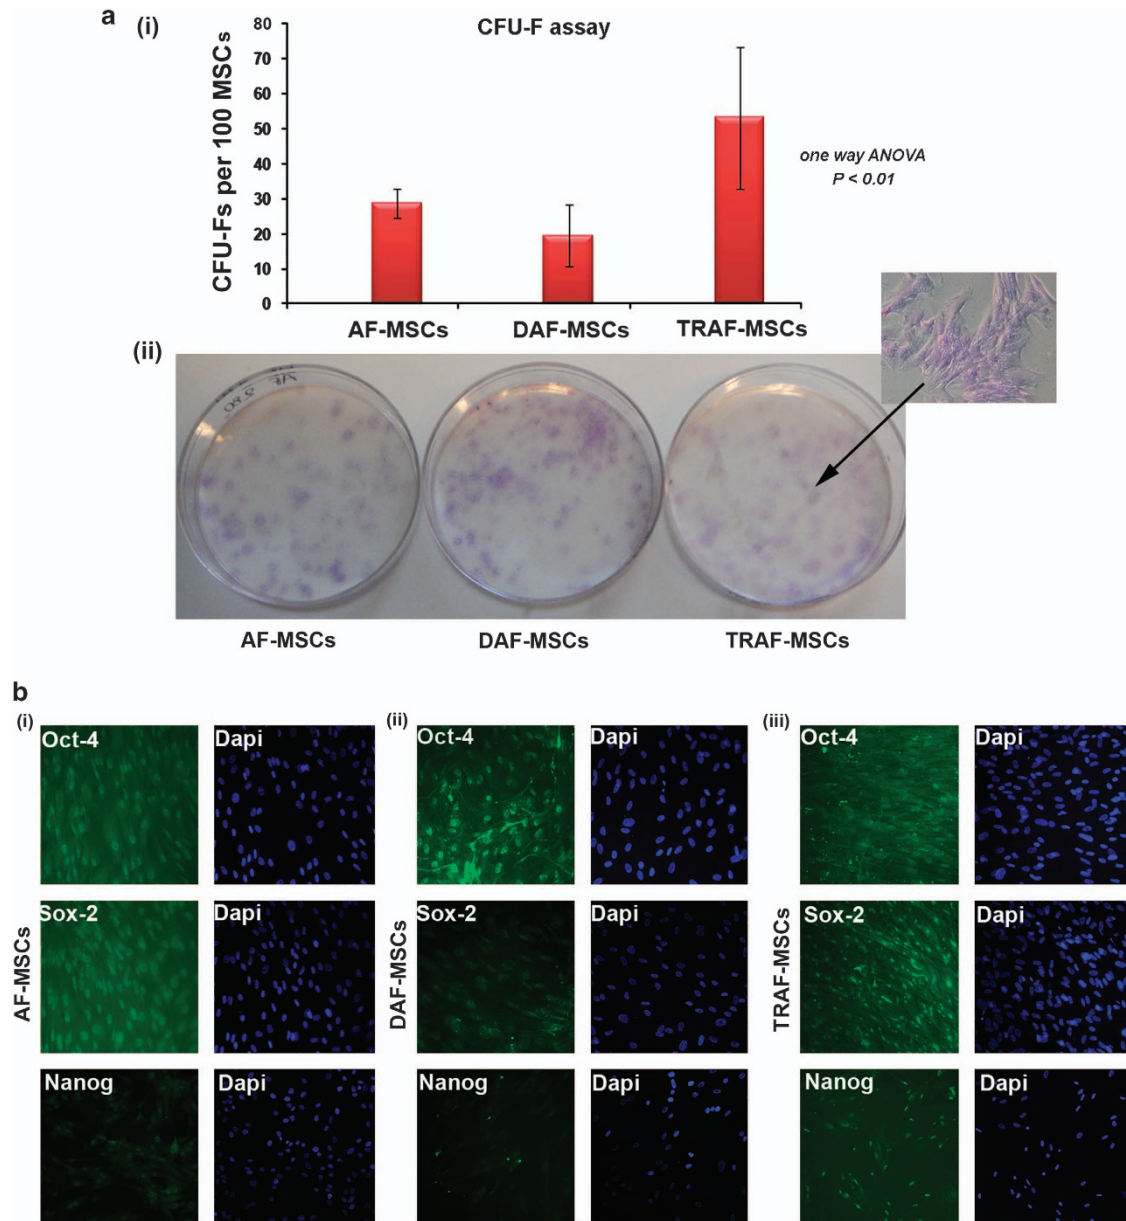 a
(i)
CFU-F assay
CFU-Fs per 100 MSCs
80
70
60
50
40
30
20
10
0
one way ANOVA
P < 0.01
AF-MSCs DAF-MSCs TRAF-MSCs
(ii)
AF-MSCs DAF-MSCs TRAF-MSCs
b
(i) (ii) (iii)
Oct-4 Dapi Oct-4 Dapi Oct-4 Dapi
AF-MSCs
DAF-MSCs
TRAF-MSCs
Sox-2 Dapi Sox-2 Dapi Sox-2 Dapi
Nanog Dapi Nanog Dapi Nanog Dapi